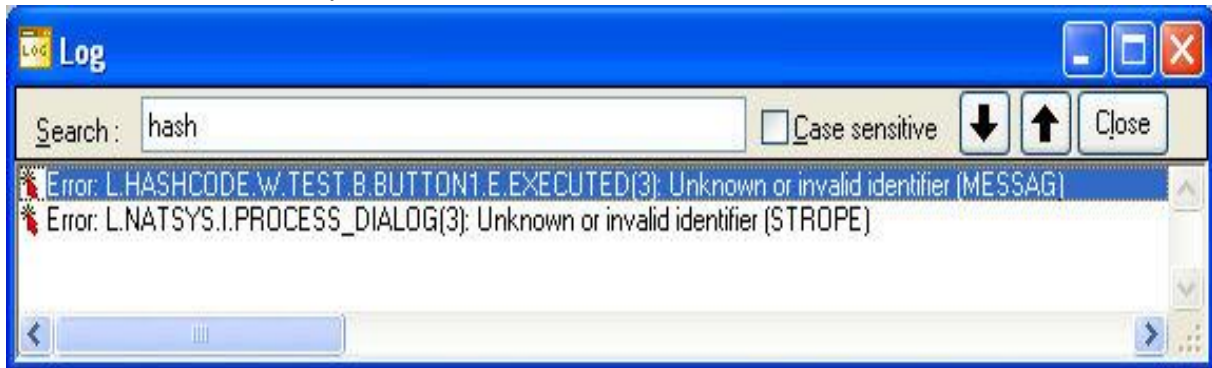 LOG Log
Search : hash Case sensitive Close
Error: L.HASHCODE.W.TEST.B.BUTTON1.E.EXECUTED(3): Unknown or invalid identifier (MESSAG)
Error: L.NATSYS.I.PROCESS_DIALOG(3): Unknown or invalid identifier (STROPE)